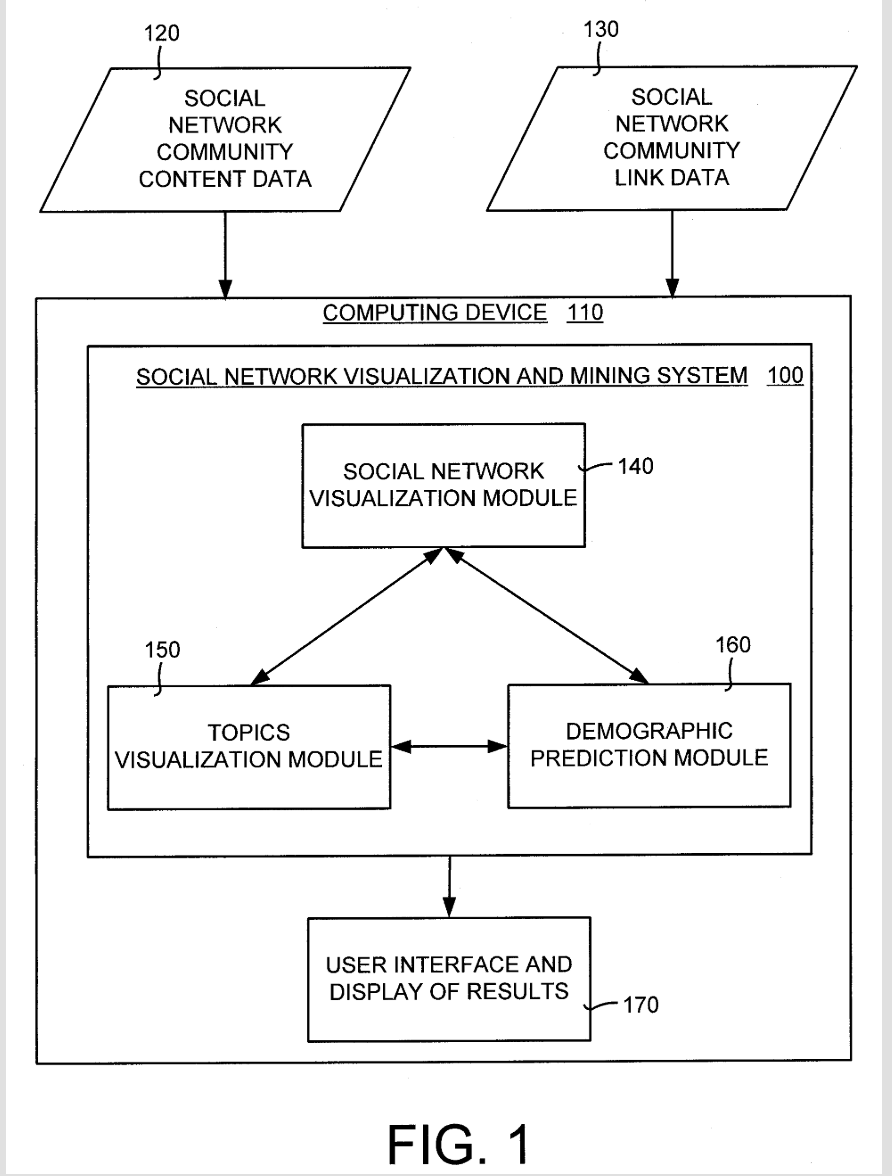 120
130
SOCIAL
NETWORK
COMMUNITY
CONTENT DATA
SOCIAL
NETWORK
COMMUNITY
LINK DATA
COMPUTING DEVICE 110
SOCIAL NETWORK VISUALIZATION AND MINING SYSTEM 100
SOCIAL NETWORK
VISUALIZATION MODULE
140
150
160
TOPICS
VISUALIZATION MODULE
DEMOGRAPHIC
PREDICTION MODULE
USER INTERFACE AND
DISPLAY OF RESULTS
170
FIG. 1